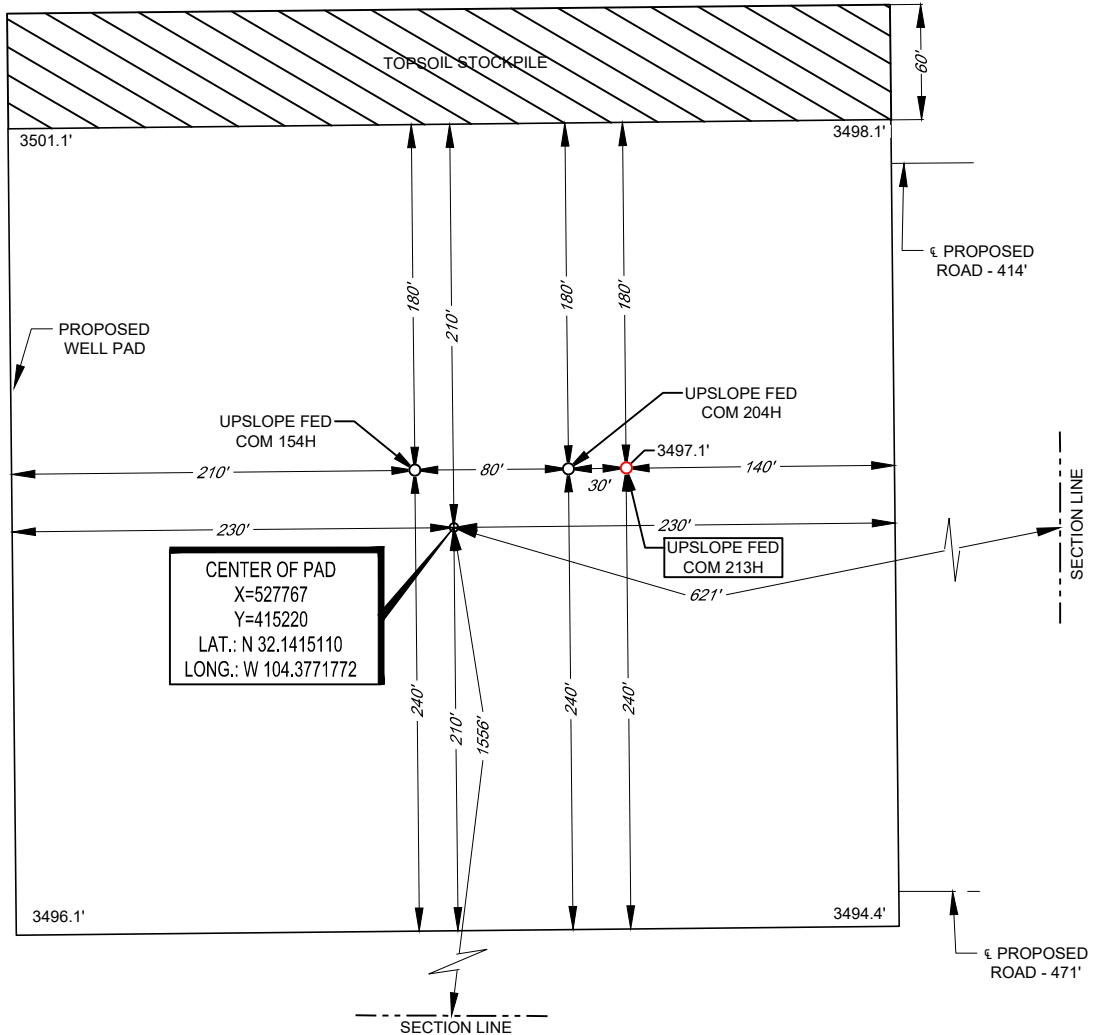 TOPSOIL STOCKPILE
60'
3501.1'
3498.1'
℄ PROPOSED
ROAD - 414'
180'
210'
180'
180'
PROPOSED
WELL PAD
UPSLOPE FED
COM 154H
UPSLOPE FED
COM 204H
3497.1'
210'
80'
30'
140'
230'
230'
UPSLOPE FED
COM 213H
621'
SECTION LINE
CENTER OF PAD
X=527767
Y=415220
LAT.: N 32.1415110
LONG.: W 104.3771772
240'
210'
1556'
240'
240'
3496.1'
3494.4'
℄ PROPOSED
ROAD - 471'
SECTION LINE